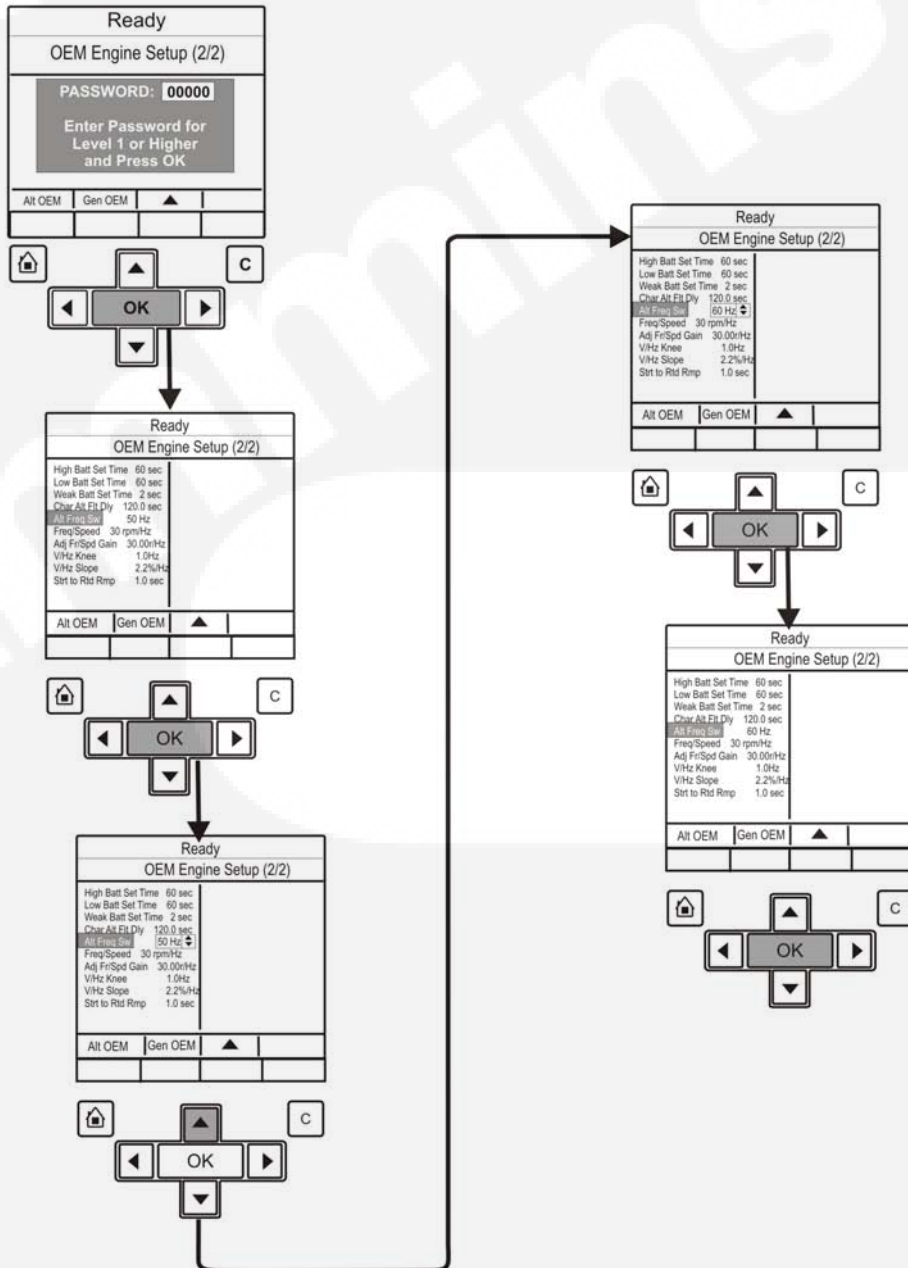 Ready
OEM Engine Setup (2/2)
PASSWORD: 00000
Enter Password for
Level 1 or Higher
and Press OK
Alt OEM Gen OEM ▲
C
OK
Ready
OEM Engine Setup (2/2)
High Batt Set Time 60 sec
Low Batt Set Time 60 sec
Weak Batt Set Time 2 sec
Char Alt Flt Dly 120.0 sec
Alt Freq Sw 50 Hz
Freq/Speed 30 rpm/Hz
Adj Fr/Spd Gain 30.00r/Hz
V/Hz Knee 1.0Hz
V/Hz Slope 2.2%/Hz
Strt to Rtd Rmp 1.0 sec
Alt OEM Gen OEM ▲
C
OK
Ready
OEM Engine Setup (2/2)
High Batt Set Time 60 sec
Low Batt Set Time 60 sec
Weak Batt Set Time 2 sec
Char Alt Flt Dly 120.0 sec
Alt Freq Sw 50 Hz
Freq/Speed 30 rpm/Hz
Adj Fr/Spd Gain 30.00r/Hz
V/Hz Knee 1.0Hz
V/Hz Slope 2.2%/Hz
Strt to Rtd Rmp 1.0 sec
Alt OEM Gen OEM ▲
C
OK
Ready
OEM Engine Setup (2/2)
High Batt Set Time 60 sec
Low Batt Set Time 60 sec
Weak Batt Set Time 2 sec
Char Alt Flt Dly 120.0 sec
Alt Freq Sw 60 Hz
Freq/Speed 30 rpm/Hz
Adj Fr/Spd Gain 30.00r/Hz
V/Hz Knee 1.0Hz
V/Hz Slope 2.2%/Hz
Strt to Rtd Rmp 1.0 sec
Alt OEM Gen OEM ▲
C
OK
Ready
OEM Engine Setup (2/2)
High Batt Set Time 60 sec
Low Batt Set Time 60 sec
Weak Batt Set Time 2 sec
Char Alt Flt Dly 120.0 sec
Alt Freq Sw 60 Hz
Freq/Speed 30 rpm/Hz
Adj Fr/Spd Gain 30.00r/Hz
V/Hz Knee 1.0Hz
V/Hz Slope 2.2%/Hz
Strt to Rtd Rmp 1.0 sec
Alt OEM Gen OEM ▲
C
OK